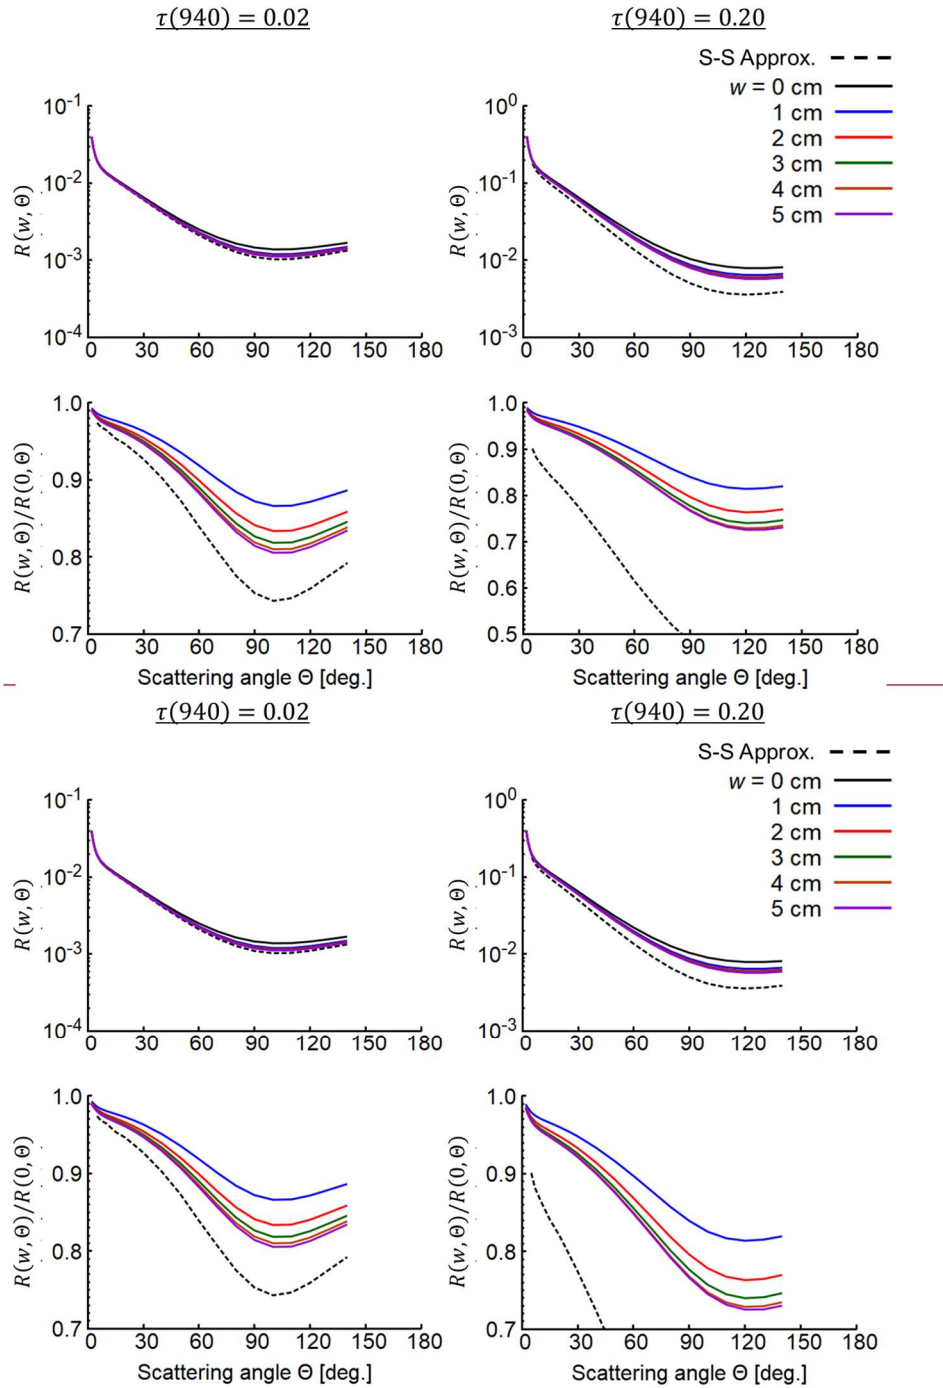 τ(940) = 0.02
τ(940) = 0.20
S-S Approx.
w = 0 cm
1 cm
2 cm
3 cm
4 cm
5 cm
R(w, Θ)
10⁻¹
10⁻²
10⁻³
10⁻⁴
0 30 60 90 120 150 180
R(w, Θ)
10⁰
10⁻¹
10⁻²
10⁻³
0 30 60 90 120 150 180
R(w, Θ)/R(0, Θ)
1.0
0.9
0.8
0.7
0 30 60 90 120 150 180
Scattering angle Θ [deg.]
R(w, Θ)/R(0, Θ)
1.0
0.9
0.8
0.7
0.6
0.5
0 30 60 90 120 150 180
Scattering angle Θ [deg.]
τ(940) = 0.02
τ(940) = 0.20
S-S Approx.
w = 0 cm
1 cm
2 cm
3 cm
4 cm
5 cm
R(w, Θ)
10⁻¹
10⁻²
10⁻³
10⁻⁴
0 30 60 90 120 150 180
R(w, Θ)
10⁰
10⁻¹
10⁻²
10⁻³
0 30 60 90 120 150 180
R(w, Θ)/R(0, Θ)
1.0
0.9
0.8
0.7
0 30 60 90 120 150 180
Scattering angle Θ [deg.]
R(w, Θ)/R(0, Θ)
1.0
0.9
0.8
0.7
0 30 60 90 120 150 180
Scattering angle Θ [deg.]